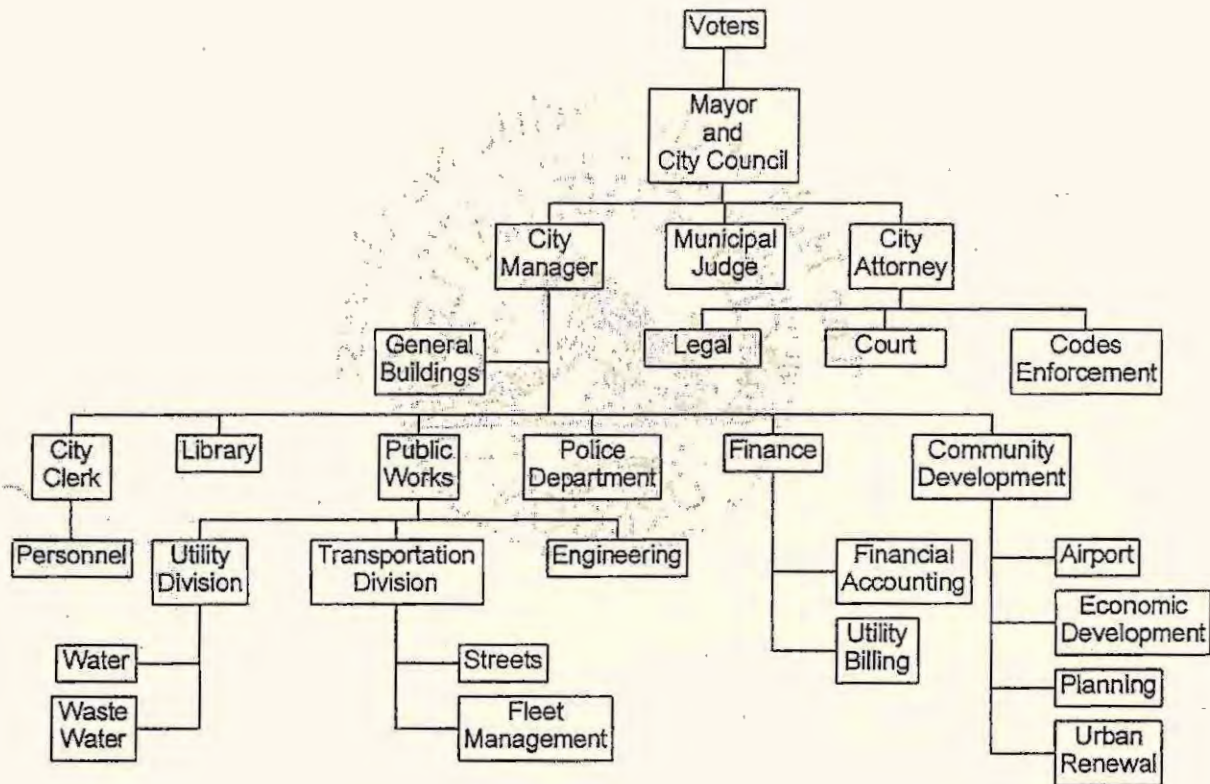 Voters
Mayor
and
City Council
City
Manager
Municipal
Judge
City
Attorney
General
Buildings
Legal
Court
Codes
Enforcement
City
Clerk
Library
Public
Works
Police
Department
Finance
Community
Development
Personnel
Utility
Division
Transportation
Division
Engineering
Financial
Accounting
Airport
Economic
Development
Water
Streets
Utility
Billing
Planning
Waste
Water
Fleet
Management
Urban
Renewal